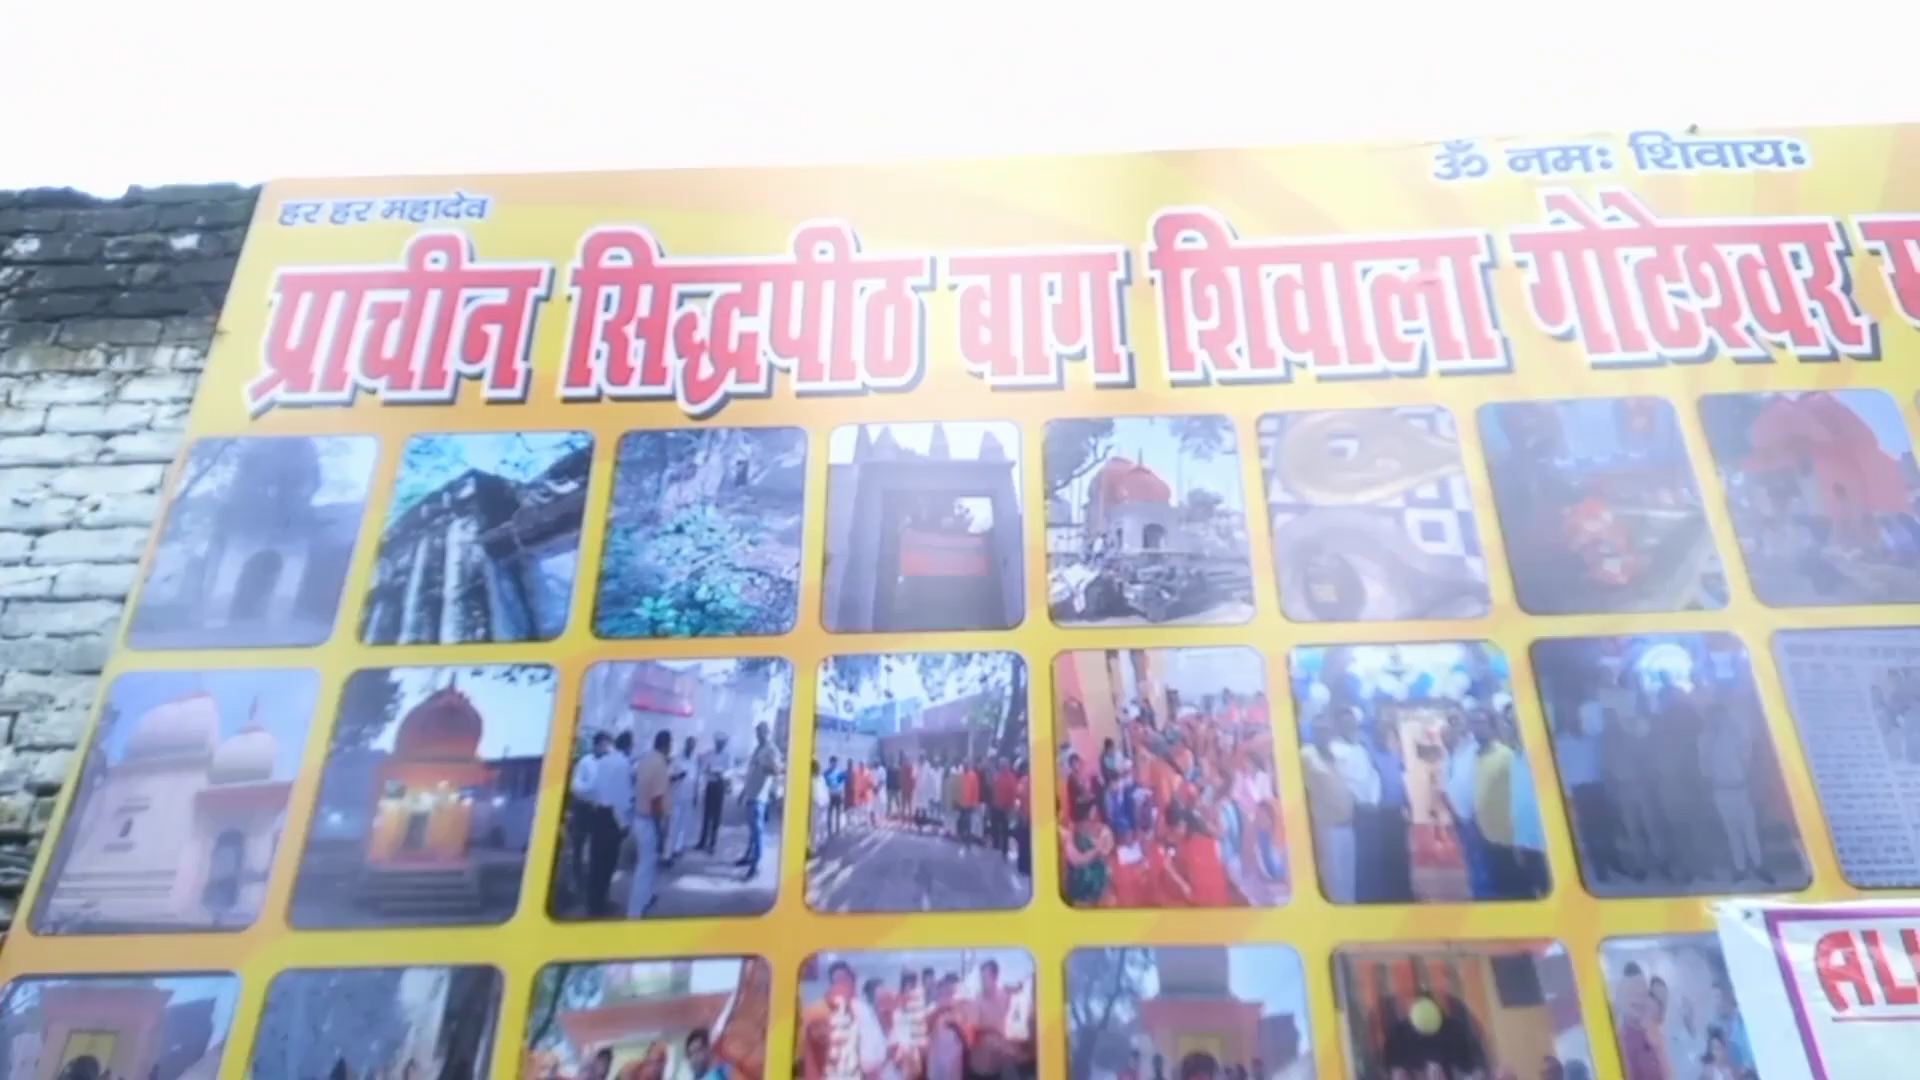 हर हर महादेव
ॐ नमः शिवायः
प्राचीन सिद्धपीठ बाग शिवाला गोटेश्वर